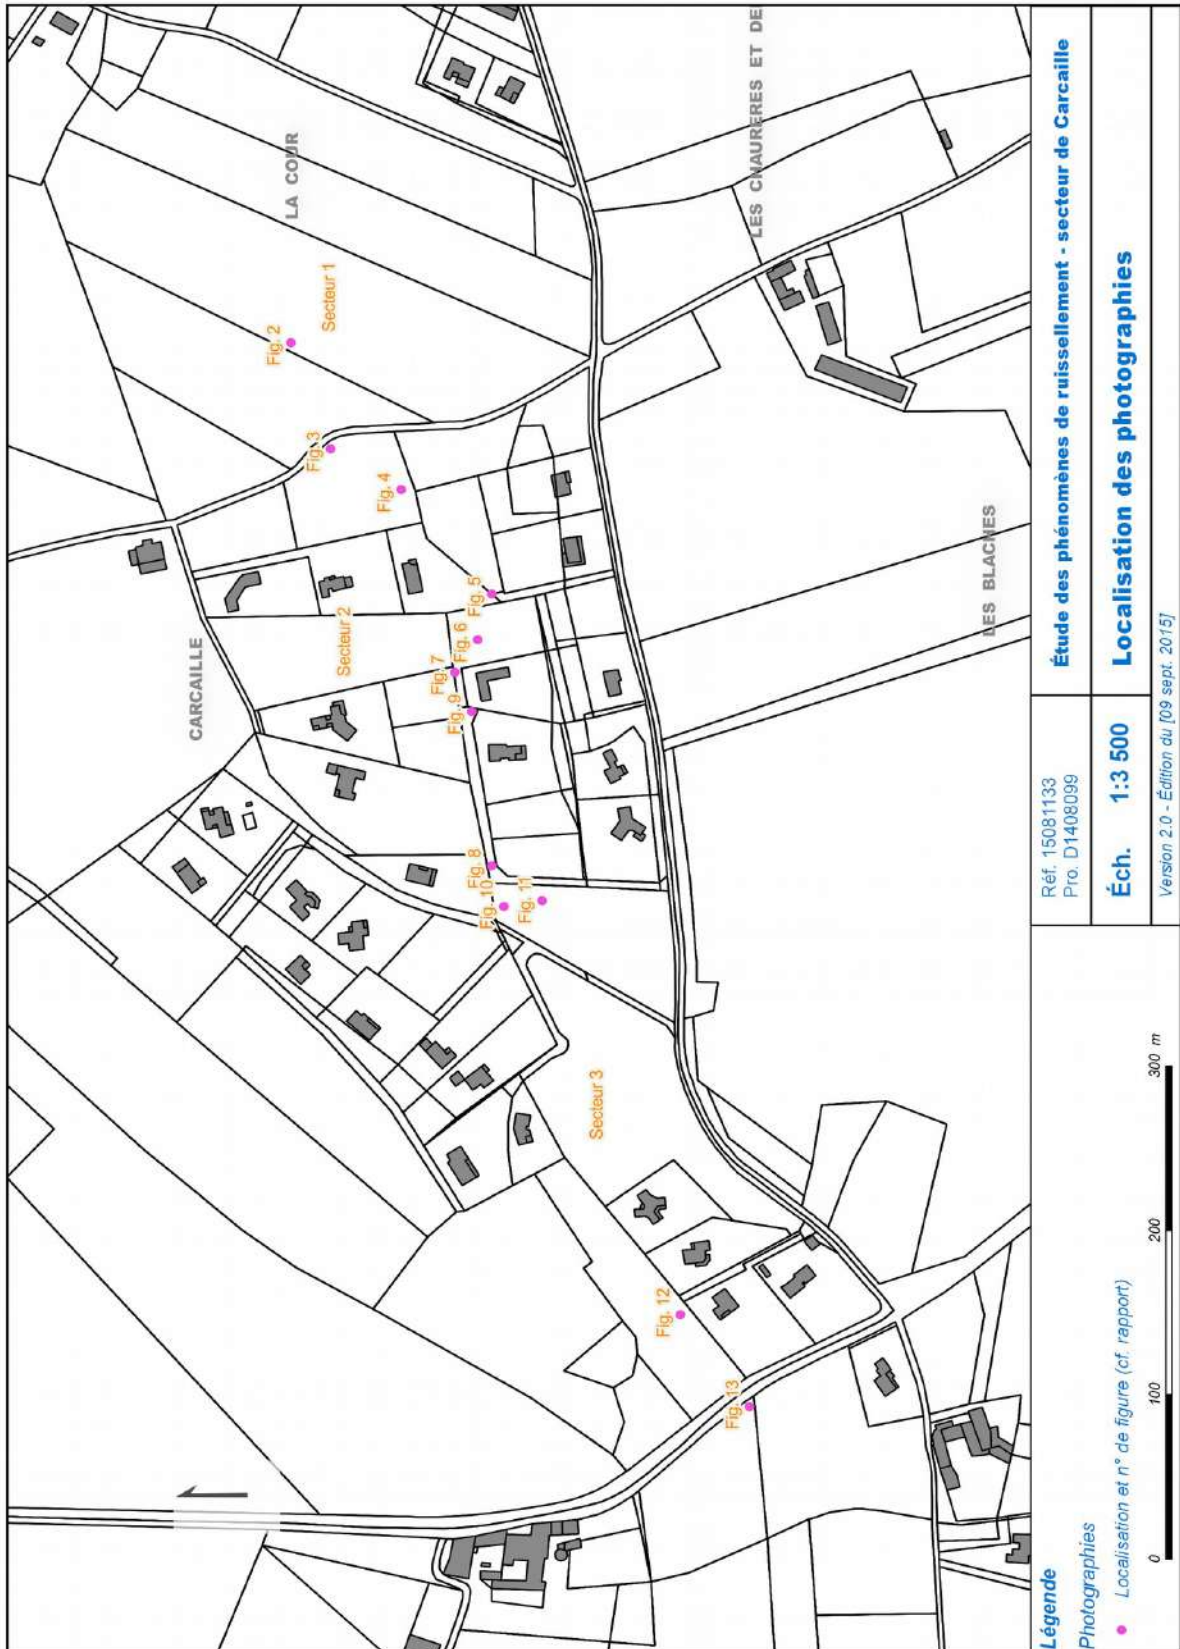 LA COUR
Secteur 1
Fig. 2
Fig. 3
Fig. 4
CARCAILLE
Secteur 2
Fig. 5
Fig. 6
Fig. 7
Fig. 9
Fig. 8
Fig. 10
Fig. 11
Secteur 3
Fig. 12
Fig. 13
LES CHAURERES ET DE
LES BLACHES
Légende
Photographies
Localisation et n° de figure (cf. rapport)
0 100 200 300 m
Réf. 15081133
Pro. D1408099
Éch. 1:3 500
Version 2.0 - Édition du [09 sept. 2015]
Étude des phénomènes de ruissellement - secteur de Carcaille
Localisation des photographies